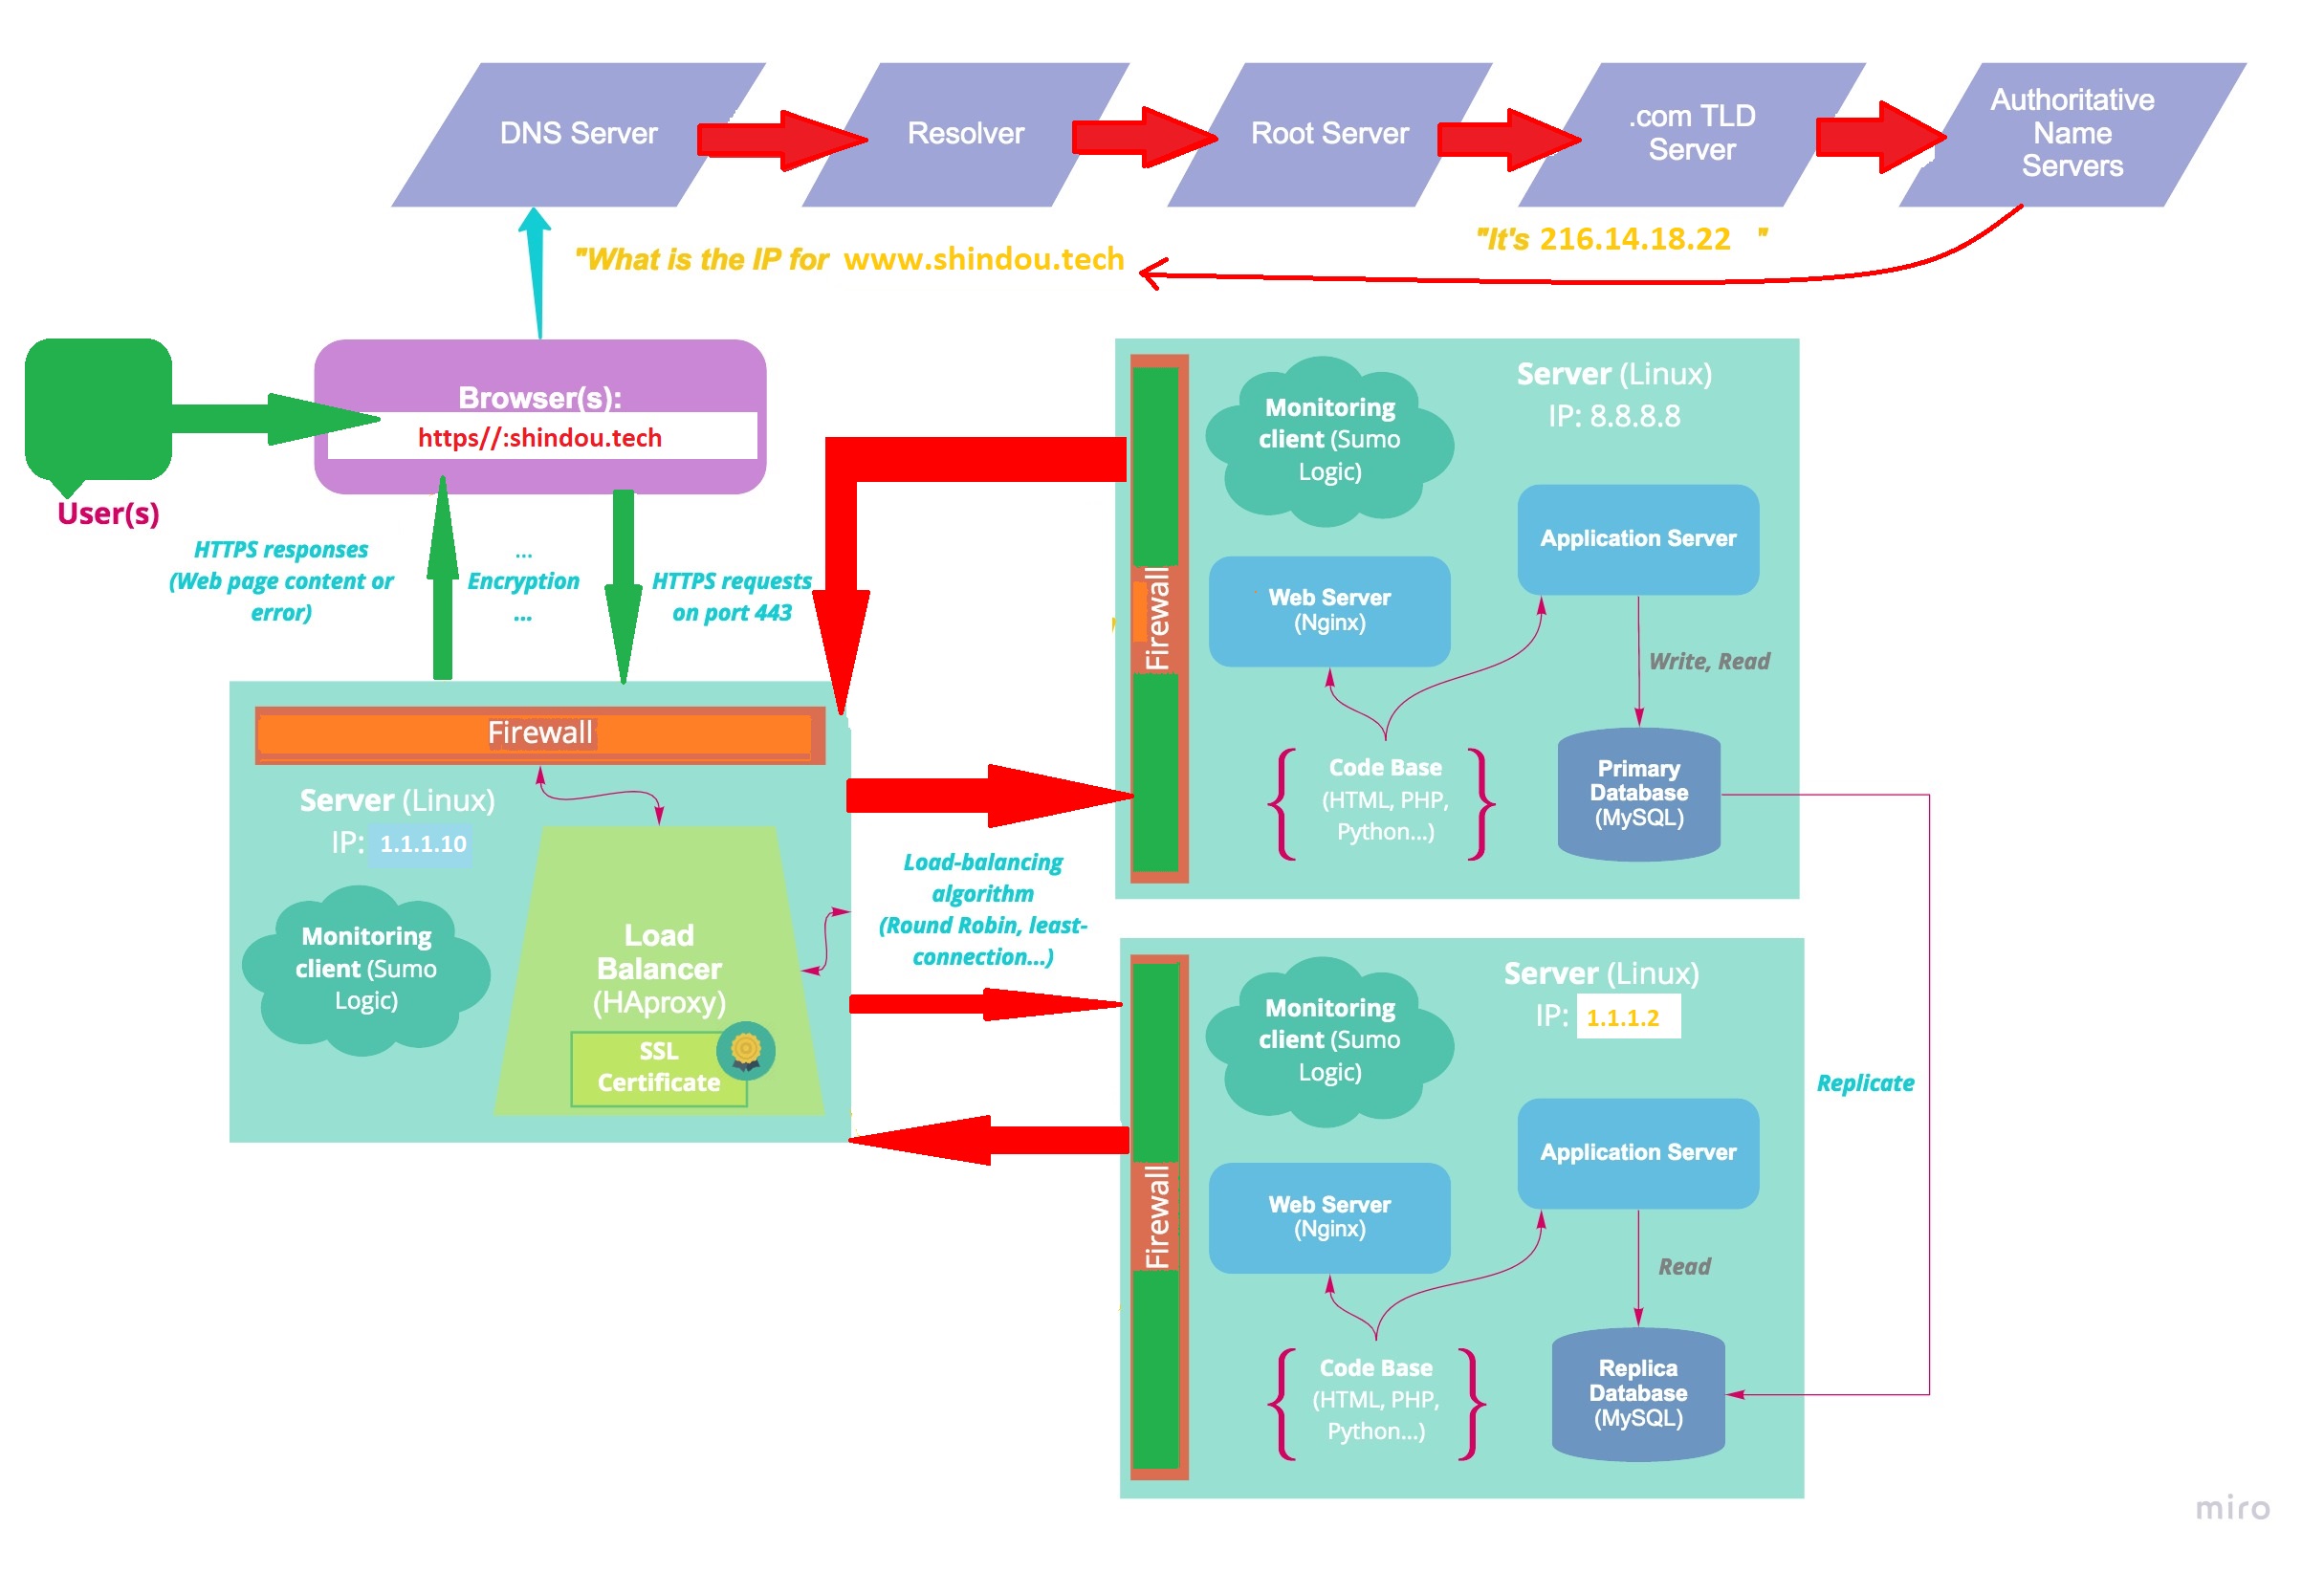 DNS Server
Resolver
Root Server
.com TLD
Server
Authoritative
Name
Servers
"What is the IP for www.shindou.tech
"It's 216.14.18.22 "
Browser(s):
https//:shindou.tech
User(s)
HTTPS responses
(Web page content or
error)
...
Encryption
...
HTTPS requests
on port 443
Firewall
Server (Linux)
IP: 1.1.1.10
Monitoring
client (Sumo
Logic)
Load
Balancer
(HAproxy)
SSL
Certificate
Load-balancing
algorithm
(Round Robin, least-
connection...)
Firewall
Monitoring
client (Sumo
Logic)
Server (Linux)
IP: 8.8.8.8
Application Server
Web Server
(Nginx)
Write, Read
Code Base
(HTML, PHP,
Python...)
Primary
Database
(MySQL)
Firewall
Monitoring
client (Sumo
Logic)
Server (Linux)
IP: 1.1.1.2
Replicate
Application Server
Web Server
(Nginx)
Read
Code Base
(HTML, PHP,
Python...)
Replica
Database
(MySQL)
miro